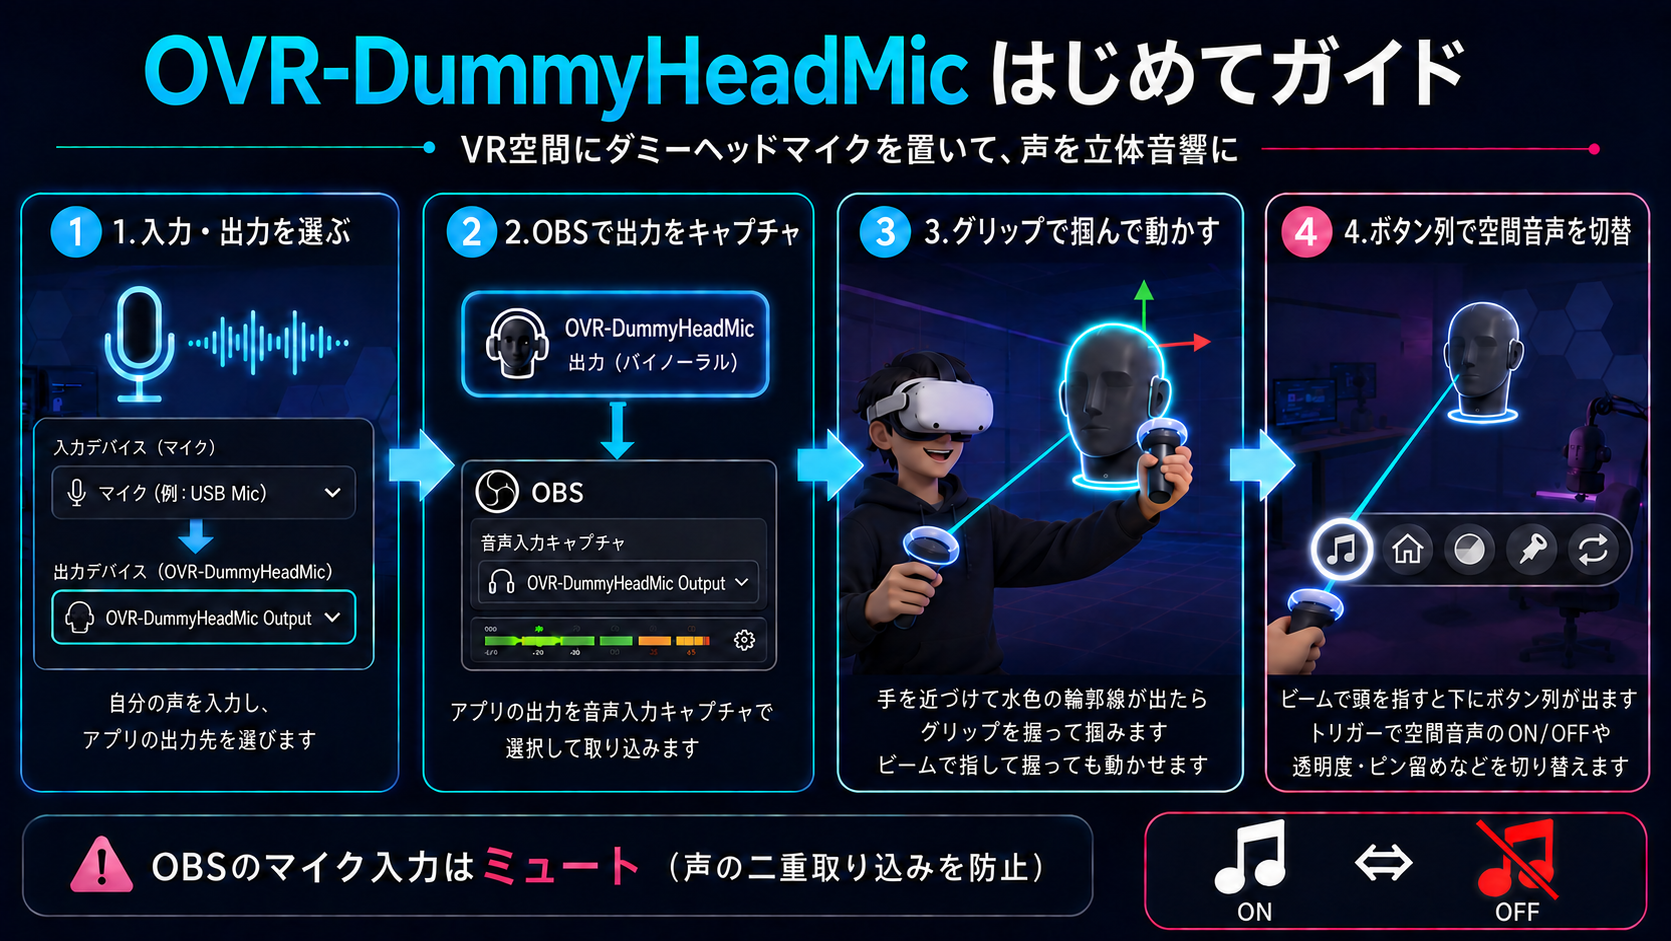 OVR-DummyHeadMic はじめてガイド
VR空間にダミーヘッドマイクを置いて、声を立体音響に
1 1.入力・出力を選ぶ
入力デバイス（マイク）
マイク（例：USB Mic）
出力デバイス（OVR-DummyHeadMic）
OVR-DummyHeadMic Output
自分の声を入力し、
アプリの出力先を選びます
2 2.OBSで出力をキャプチャ
OVR-DummyHeadMic
出力（バイノーラル）
OBS
音声入力キャプチャ
OVR-DummyHeadMic Output
アプリの出力を音声入力キャプチャで
選択して取り込みます
3 3.グリップで掴んで動かす
手を近づけて水色の輪郭線が出たら
グリップを握って掴みます
ビームで指して握っても動かせます
4 4.ボタン列で空間音声を切替
ビームで頭を指すと下にボタン列が出ます
トリガーで空間音声のON/OFFや
透明度・ピン留めなどを切り替えます
OBSのマイク入力はミュート（声の二重取り込みを防止）
ON
OFF